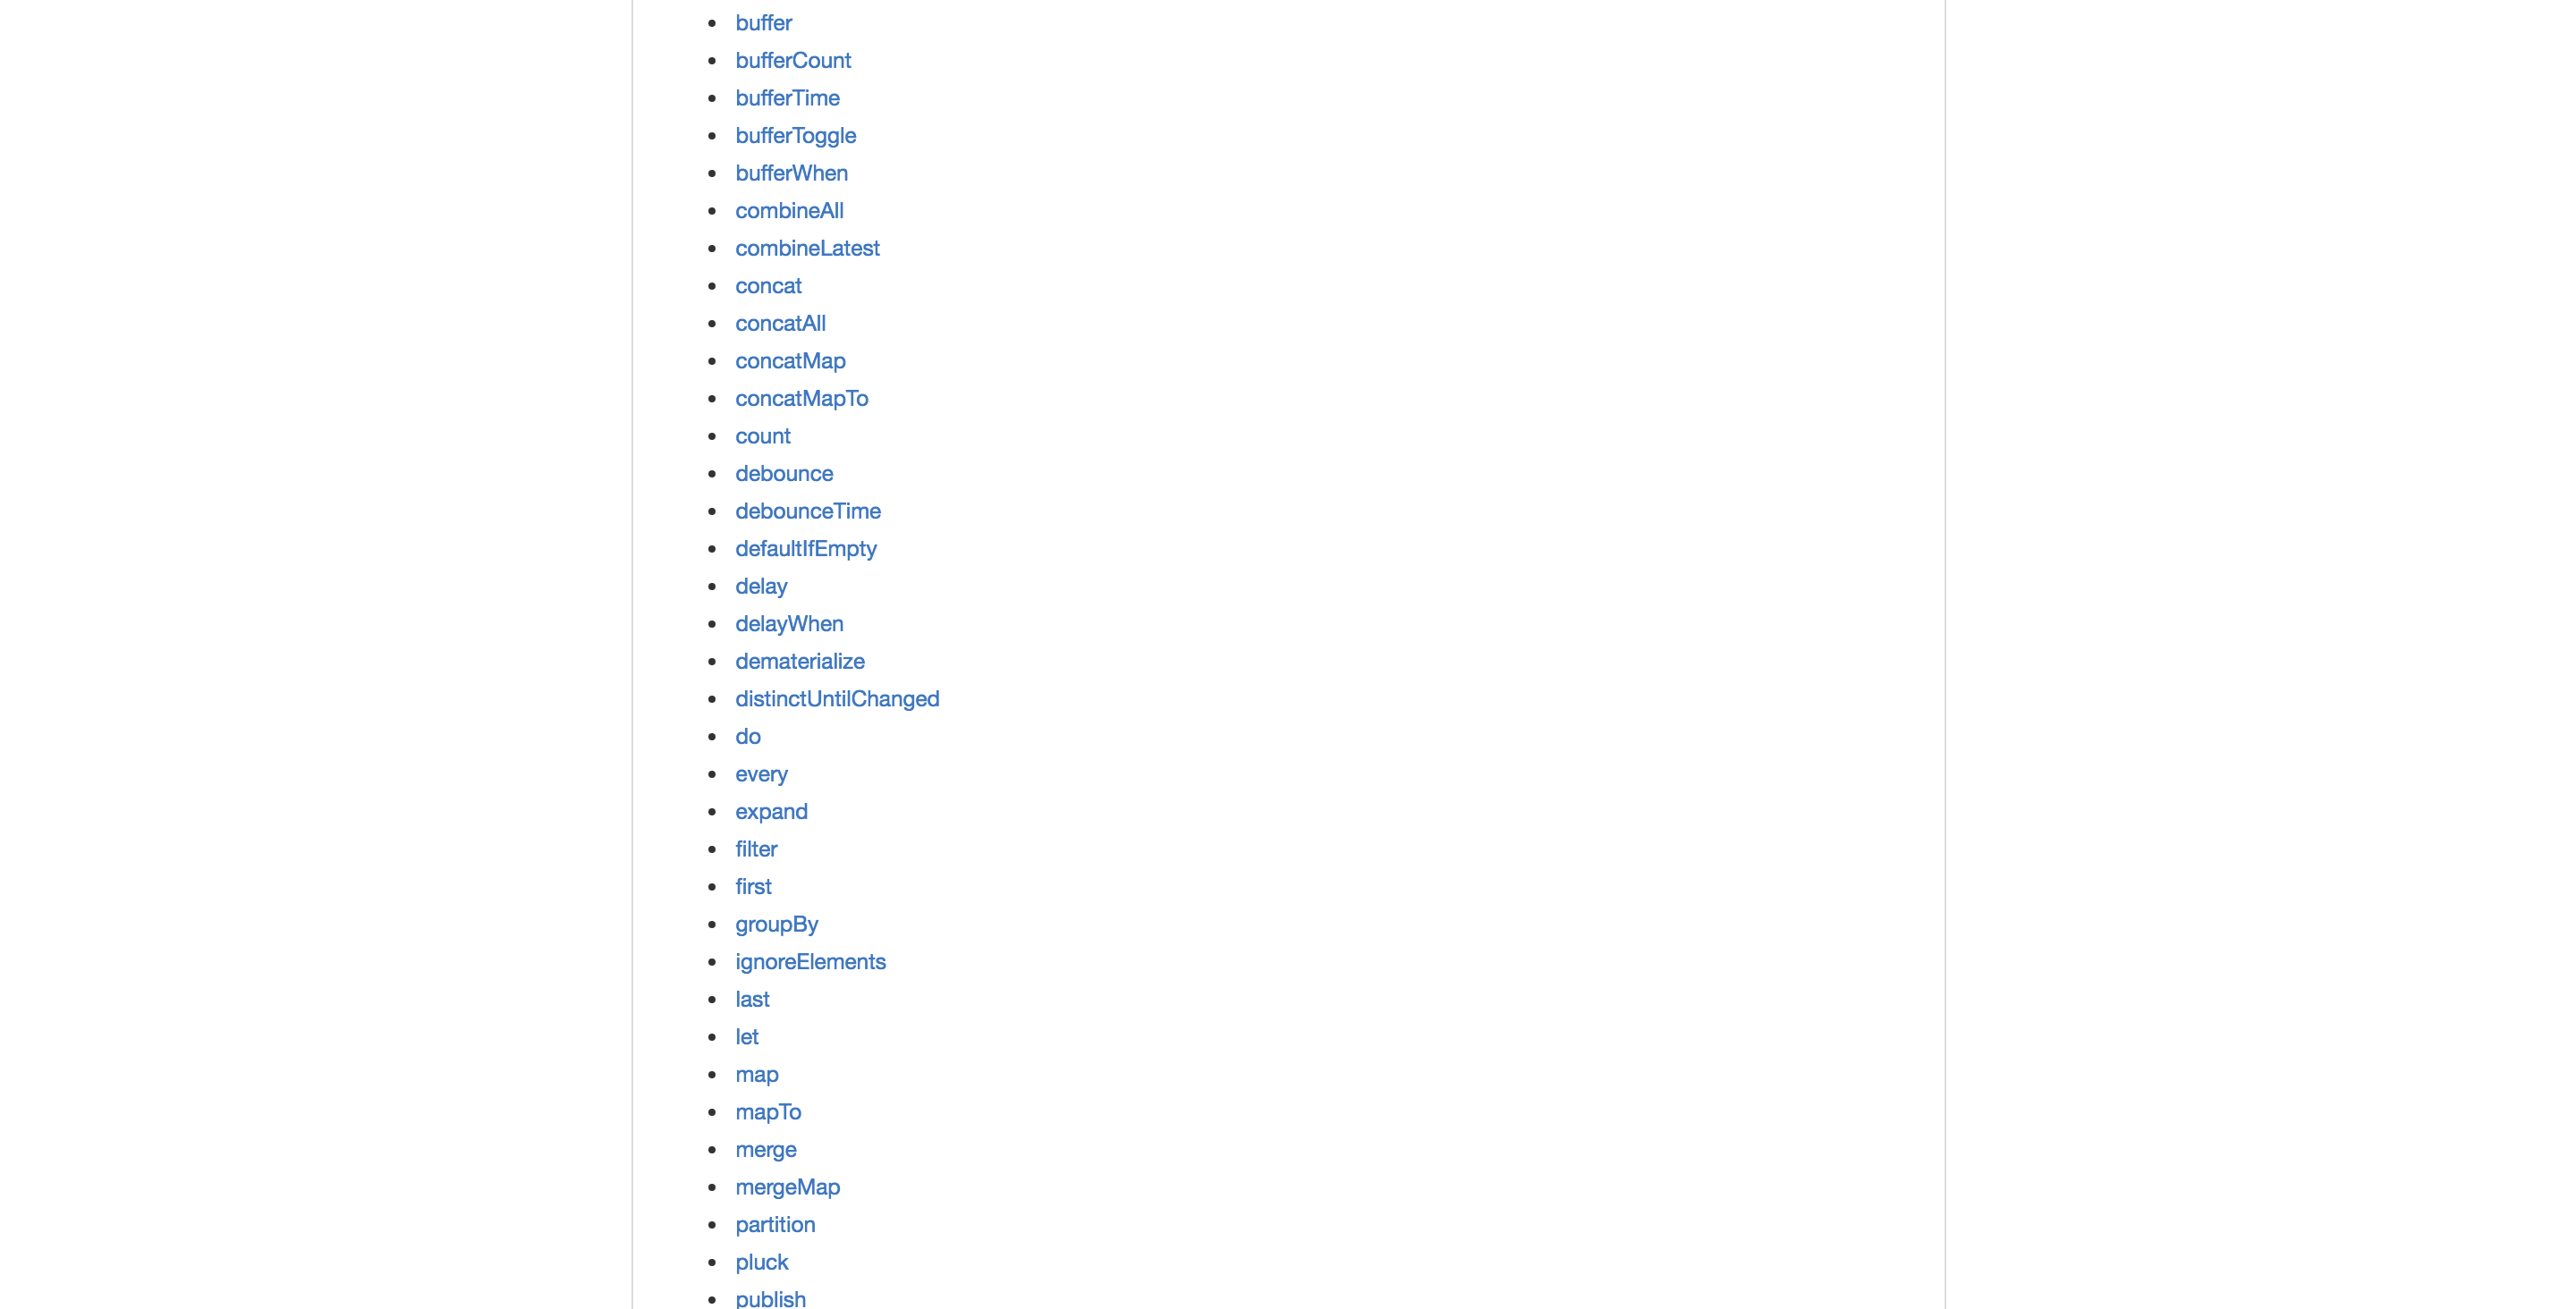 buffer
bufferCount
bufferTime
bufferToggle
bufferWhen
combineAll
combineLatest
concat
concatAll
concatMap
concatMapTo
count
debounce
debounceTime
defaultIfEmpty
delay
delayWhen
dematerialize
distinctUntilChanged
do
every
expand
filter
first
groupBy
ignoreElements
last
let
map
mapTo
merge
mergeMap
partition
pluck
publish